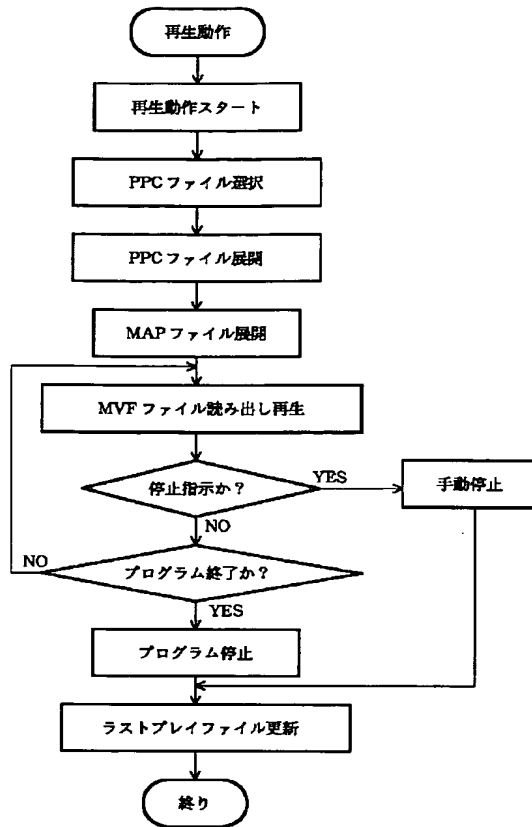 再生動作
再生動作スタート
PPCファイル選択
PPCファイル展開
MAPファイル展開
MVFファイル読み出し再生
停止指示か？
YES
手動停止
NO
NO
プログラム終了か？
YES
プログラム停止
ラストプレイファイル更新
終り